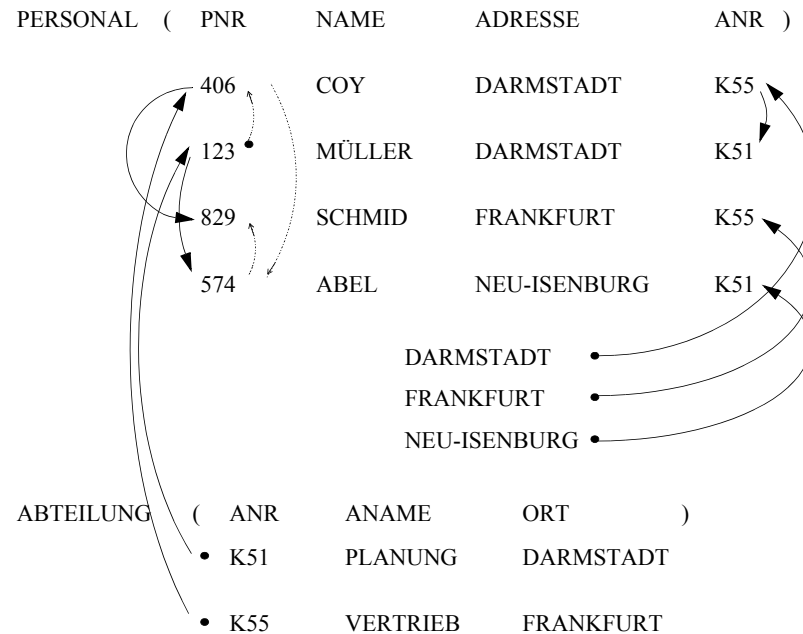 PERSONAL ( PNR NAME ADRESSE ANR )
406 COY DARMSTADT K55
123 MÜLLER DARMSTADT K51
829 SCHMID FRANKFURT K55
574 ABEL NEU-ISENBURG K51
DARMSTADT
FRANKFURT
NEU-ISENBURG
ABTEILUNG ( ANR ANAME ORT )
K51 PLANUNG DARMSTADT
K55 VERTRIEB FRANKFURT